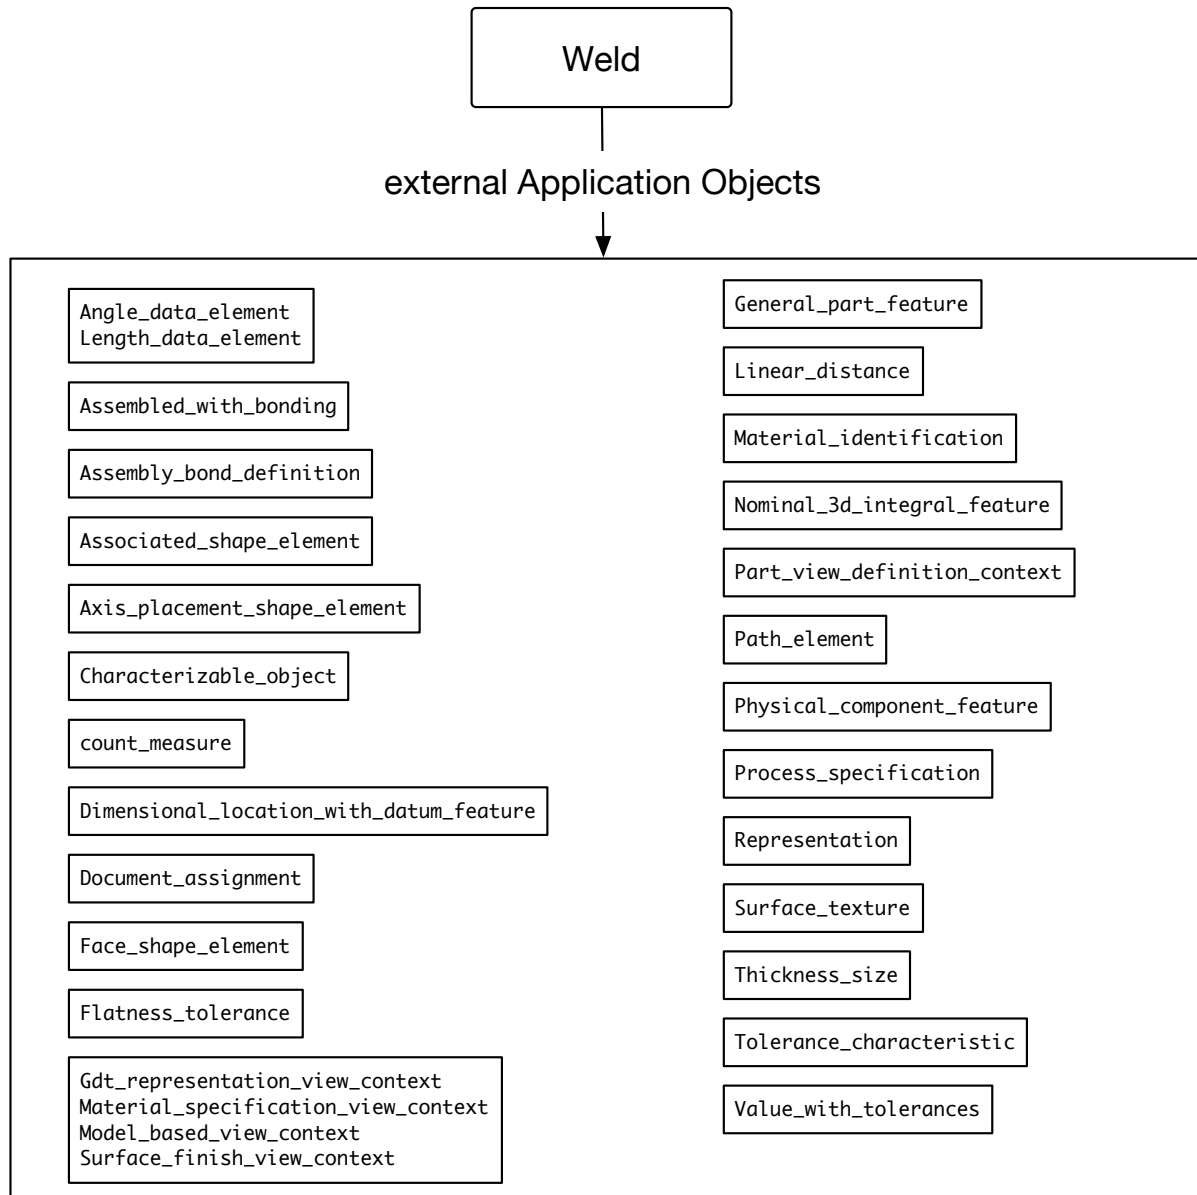 Weld
external Application Objects
Angle_data_element
Length_data_element
Assembled_with_bonding
Assembly_bond_definition
Associated_shape_element
Axis_placement_shape_element
Characterizable_object
count_measure
Dimensional_location_with_datum_feature
Document_assignment
Face_shape_element
Flatness_tolerance
Gdt_representation_view_context
Material_specification_view_context
Model_based_view_context
Surface_finish_view_context
General_part_feature
Linear_distance
Material_identification
Nominal_3d_integral_feature
Part_view_definition_context
Path_element
Physical_component_feature
Process_specification
Representation
Surface_texture
Thickness_size
Tolerance_characteristic
Value_with_tolerances